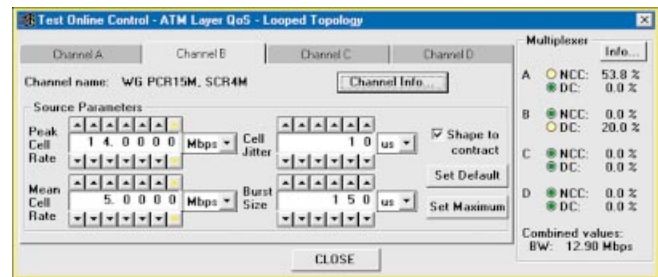 Test Online Control - ATM Layer QoS - Looped Topology
Channel A Channel B Channel C Channel D
Channel name: WG PCR15M, SCR4M Channel Info...
Source Parameters
Peak Cell Rate 1 4. 0 0 0 0 Mbps
Cell Jitter 1 0 us
Shape to contract
Mean Cell Rate 5. 0 0 0 0 Mbps
Burst Size 1 5 0 us
Set Default
Set Maximum
CLOSE
Multiplexer
Info...
A NCC: 53.8 %
DC: 0.0 %
B NCC: 0.0 %
DC: 20.0 %
C NCC: 0.0 %
DC: 0.0 %
D NCC: 0.0 %
DC: 0.0 %
Combined values:
BW: 12.90 Mbps